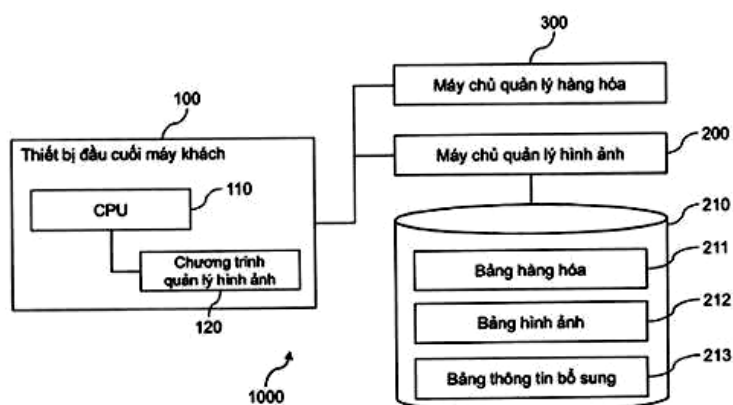 300
Máy chủ quản lý hàng hóa
100
Thiết bị đầu cuối máy khách
Máy chủ quản lý hình ảnh
200
110
CPU
210
211
Bảng hàng hóa
Chương trình
quản lý hình ảnh
212
Bảng hình ảnh
120
213
Bảng thông tin bổ sung
1000